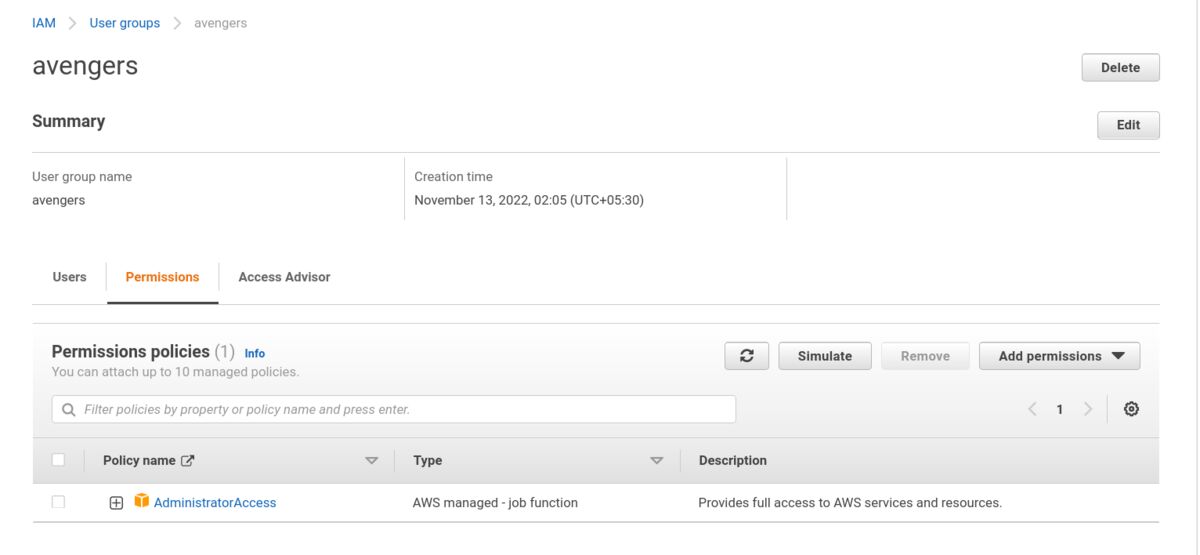 IAM > User groups > avengers
avengers
Delete
Summary
Edit
User group name
avengers
Creation time
November 13, 2022, 02:05 (UTC+05:30)
Users
Permissions
Access Advisor
Permissions policies (1) Info
You can attach up to 10 managed policies.
Simulate
Remove
Add permissions
Filter policies by property or policy name and press enter.
1
Policy name
Type
Description
AdministratorAccess
AWS managed - job function
Provides full access to AWS services and resources.